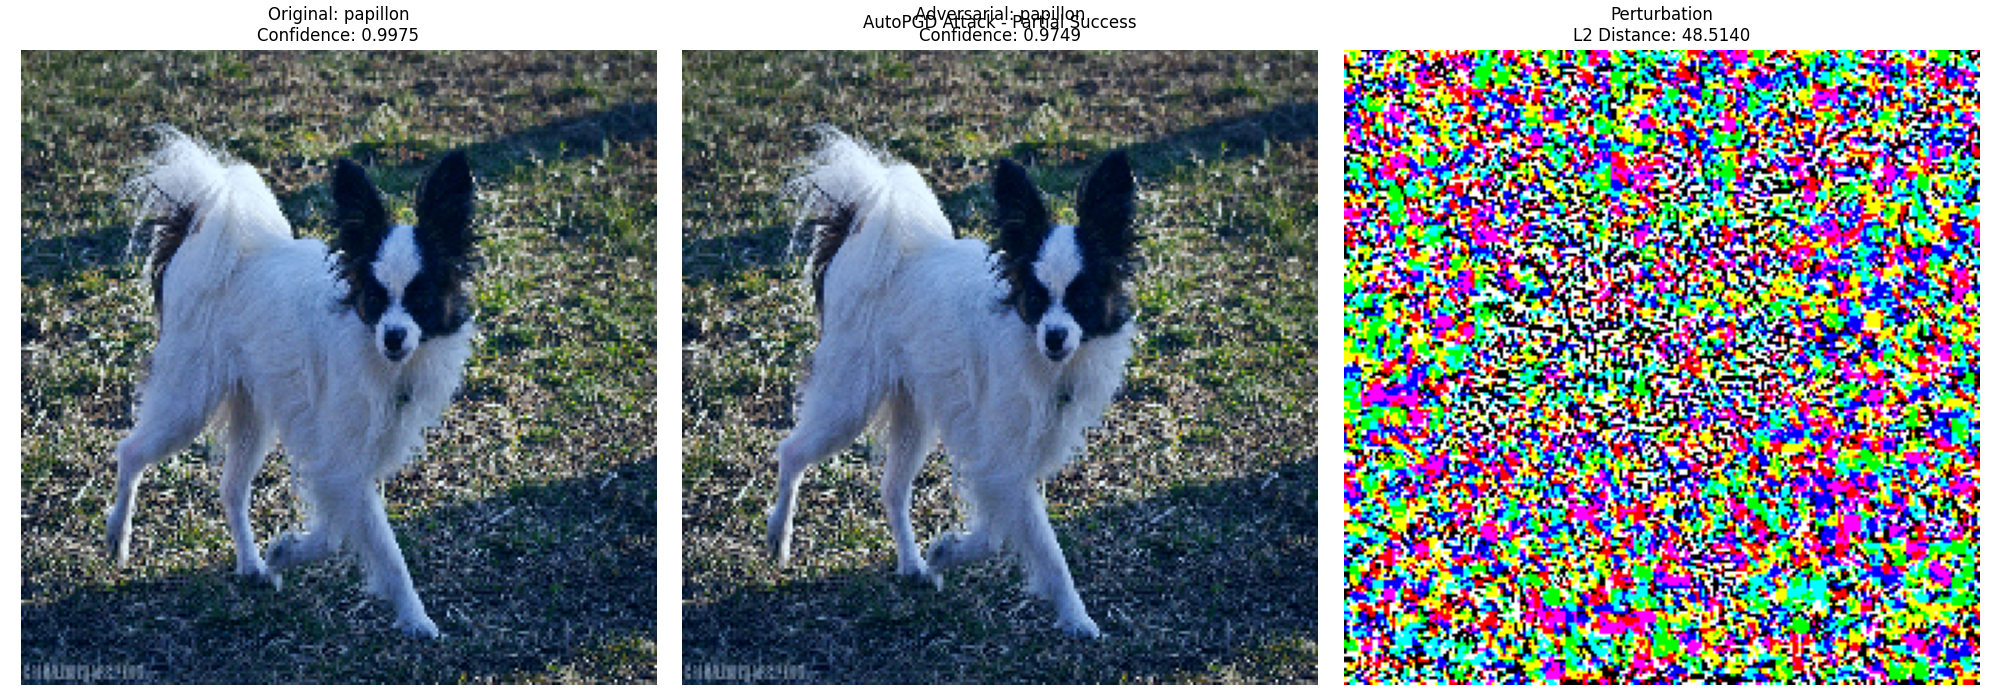 AutoPGD Attack - Partial Success
Original: papillon
Confidence: 0.9975
Adversarial: papillon
Confidence: 0.9749
Perturbation
L2 Distance: 48.5140